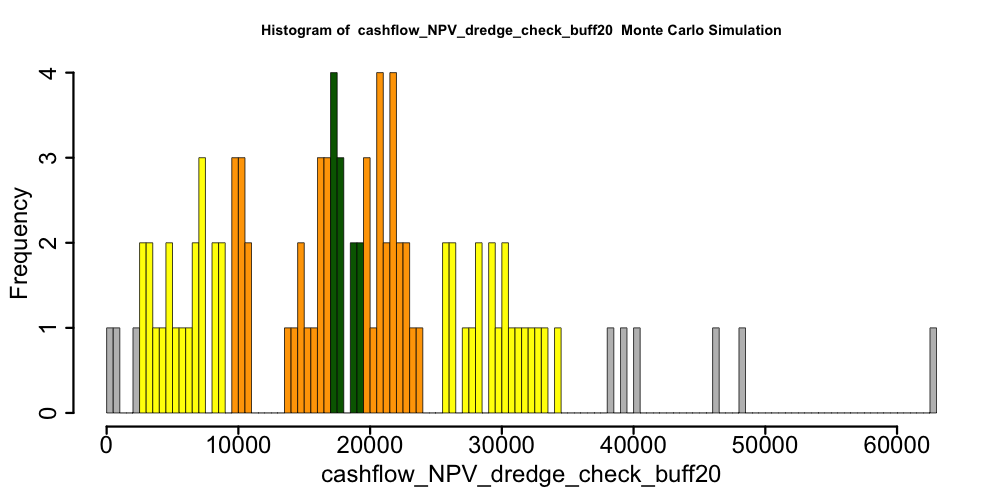 Histogram of  cashflow_NPV_dredge_check_buff20  Monte Carlo Simulation
4
3
2
1
0
Frequency
0 10000 20000 30000 40000 50000 60000
cashflow_NPV_dredge_check_buff20